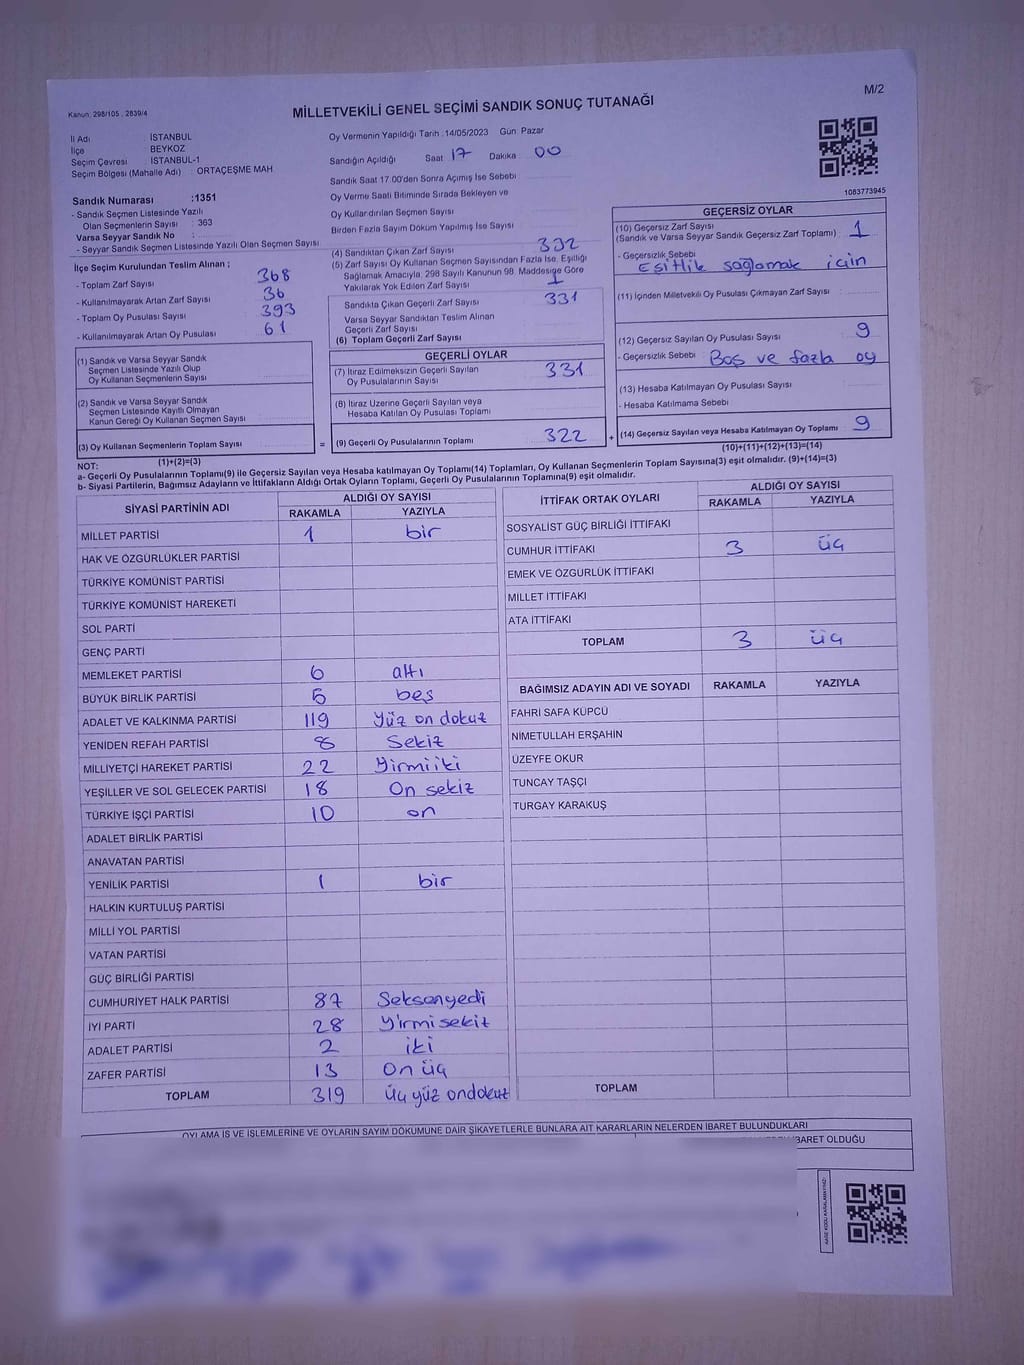 M/2
Kanun: 298/105 , 2839/4
MİLLETVEKİLİ GENEL SEÇİMİ SANDIK SONUÇ TUTANAĞI
İl Adı : İSTANBUL
İlçe : BEYKOZ
Seçim Çevresi : İSTANBUL-1
Seçim Bölgesi (Mahalle Adı) : ORTAÇEŞME MAH
Sandık Numarası :1351
- Sandık Seçmen Listesinde Yazılı
Olan Seçmenlerin Sayısı : 363
Varsa Seyyar Sandık No :
- Seyyar Sandık Seçmen Listesinde Yazılı Olan Seçmen Sayısı
İlçe Seçim Kurulundan Teslim Alınan ;
- Toplam Zarf Sayısı 368
- Kullanılmayarak Artan Zarf Sayısı 36
- Toplam Oy Pusulası Sayısı 393
- Kullanılmayarak Artan Oy Pusulası 61
(1) Sandık ve Varsa Seyyar Sandık
Seçmen Listesinde Yazılı Olup
Oy Kullanan Seçmenlerin Sayısı
(2) Sandık ve Varsa Seyyar Sandık
Seçmen Listesinde Kayıtlı Olmayan
Kanun Gereği Oy Kullanan Seçmen Sayısı
(3) Oy Kullanan Seçmenlerin Toplam Sayısı
(1)+(2)=(3)
Oy Vermenin Yapıldığı Tarih :14/05/2023 Gün: Pazar
Sandığın Açıldığı Saat 17 Dakika 00
Sandık Saat 17.00'den Sonra Açımış İse Sebebi
Oy Verme Saati Bitiminde Sırada Bekleyen ve
Oy Kullandırılan Seçmen Sayısı
Birden Fazla Sayım Döküm Yapılmış İse Sayısı
(4) Sandıktan Çıkan Zarf Sayısı 332
(5) Zarf Sayısı Oy Kullanan Seçmen Sayısından Fazla İse, Eşitliği
Sağlamak Amacıyla, 298 Sayılı Kanunun 98. Maddesine Göre
Yakılarak Yok Edilen Zarf Sayısı 1
Sandıkta Çıkan Geçerli Zarf Sayısı 331
Varsa Seyyar Sandıktan Teslim Alınan
Geçerli Zarf Sayısı
(6) Toplam Geçerli Zarf Sayısı
GEÇERLİ OYLAR
(7) İtiraz Edilmeksizin Geçerli Sayılan
Oy Pusulalarının Sayısı 331
(8) İtiraz Üzerine Geçerli Sayılan veya
Hesaba Katılan Oy Pusulası Toplamı
= (9) Geçerli Oy Pusulalarının Toplamı 322 +
1083773945
GEÇERSİZ OYLAR
(10) Geçersiz Zarf Sayısı
(Sandık ve Varsa Seyyar Sandık Geçersiz Zarf Toplamı) 1
- Geçersizlik Sebebi
Eşitlik sağlamak için
(11) İçinden Milletvekili Oy Pusulası Çıkmayan Zarf Sayısı
(12) Geçersiz Sayılan Oy Pusulası Sayısı 9
- Geçersizlik Sebebi Boş ve fazla oy
(13) Hesaba Katılmayan Oy Pusulası Sayısı
- Hesaba Katılmama Sebebi
(14) Geçersiz Sayılan veya Hesaba Katılmayan Oy Toplamı 9
(10)+(11)+(12)+(13)=(14)
NOT:
a- Geçerli Oy Pusulalarının Toplamı(9) ile Geçersiz Sayılan veya Hesaba katılmayan Oy Toplamı(14) Toplamları, Oy Kullanan Seçmenlerin Toplam Sayısına(3) eşit olmalıdır. (9)+(14)=(3)
b- Siyasi Partilerin, Bağımsız Adayların ve İttifakların Aldığı Ortak Oyların Toplamı, Geçerli Oy Pusulalarının Toplamına(9) eşit olmalıdır.
SİYASİ PARTİNİN ADI ALDIĞI OY SAYISI
RAKAMLA YAZIYLA
MİLLET PARTİSİ 1 bir
HAK VE ÖZGÜRLÜKLER PARTİSİ
TÜRKİYE KOMÜNİST PARTİSİ
TÜRKİYE KOMÜNİST HAREKETİ
SOL PARTİ
GENÇ PARTİ
MEMLEKET PARTİSİ 6 altı
BÜYÜK BİRLİK PARTİSİ 5 beş
ADALET VE KALKINMA PARTİSİ 119 Yüz on dokuz
YENİDEN REFAH PARTİSİ 8 Sekiz
MİLLİYETÇİ HAREKET PARTİSİ 22 Yirmiiki
YEŞİLLER VE SOL GELECEK PARTİSİ 18 On sekiz
TÜRKİYE İŞÇİ PARTİSİ 10 on
ADALET BİRLİK PARTİSİ
ANAVATAN PARTİSİ
YENİLİK PARTİSİ 1 bir
HALKIN KURTULUŞ PARTİSİ
MİLLİ YOL PARTİSİ
VATAN PARTİSİ
GÜÇ BİRLİĞİ PARTİSİ
CUMHURİYET HALK PARTİSİ 87 Seksenyedi
İYİ PARTİ 28 Yirmisekiz
ADALET PARTİSİ 2 iki
ZAFER PARTİSİ 13 On üç
TOPLAM 319 Üç yüz ondokuz
İTTİFAK ORTAK OYLARI ALDIĞI OY SAYISI
RAKAMLA YAZIYLA
SOSYALİST GÜÇ BİRLİĞİ İTTİFAKI
CUMHUR İTTİFAKI 3 üç
EMEK VE ÖZGÜRLÜK İTTİFAKI
MİLLET İTTİFAKI
ATA İTTİFAKI
TOPLAM 3 üç
BAĞIMSIZ ADAYIN ADI VE SOYADI RAKAMLA YAZIYLA
FAHRİ SAFA KÜPCÜ
NİMETULLAH ERŞAHİN
ÜZEYFE OKUR
TUNCAY TAŞÇI
TURGAY KARAKUŞ
TOPLAM
OYLAMA İŞ VE İŞLEMLERİNE VE OYLARIN SAYIM DÖKÜMÜNE DAİR ŞİKAYETLERLE BUNLARA AİT KARARLARIN NELERDEN İBARET BULUNDUKLARI
İBARET OLDUĞU